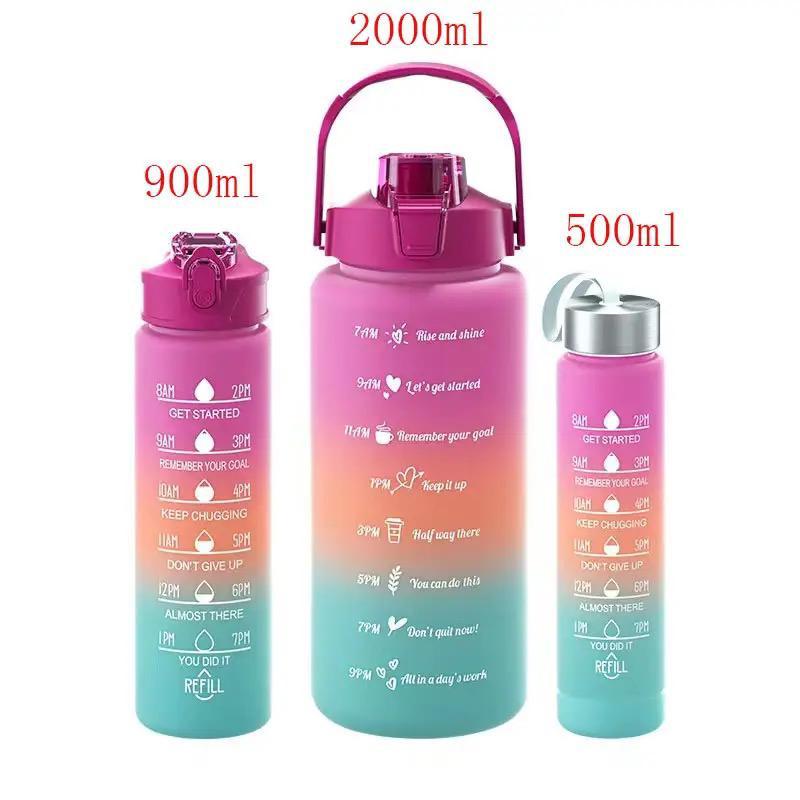 2000ml
900ml
500ml
8AM 2PM
GET STARTED
9AM 3PM
REMEMBER YOUR GOAL
10AM 4PM
KEEP CHUGGING
11AM 5PM
DON'T GIVE UP
12PM 6PM
ALMOST THERE
1PM 7PM
YOU DID IT
REFILL
7AM Rise and shine
9AM Let's get started
11AM Remember your goal
1PM Keep it up
3PM Half way there
5PM You can do this
7PM Don't quit now!
9PM All in a day's work
8AM 2PM
GET STARTED
9AM 3PM
REMEMBER YOUR GOAL
10AM 4PM
KEEP CHUGGING
11AM 5PM
DON'T GIVE UP
12PM 6PM
ALMOST THERE
1PM 7PM
YOU DID IT
REFILL